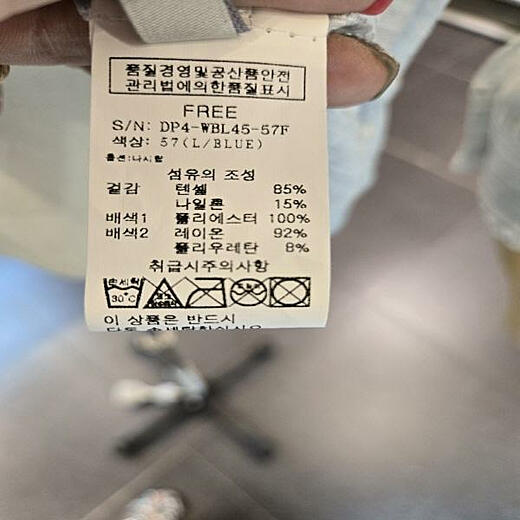 품질경영및공산품안전
관리법에의한품질표시
FREE
S/N: DP4-WBL45-57F
색상: 57(L/BLUE)
섬유의 조성
겉감 텐셀 85%
나일론 15%
배색1 폴리에스터 100%
배색2 레이온 92%
폴리우레탄 8%
취급시주의사항
손세탁
30℃
이 상품은 반드시